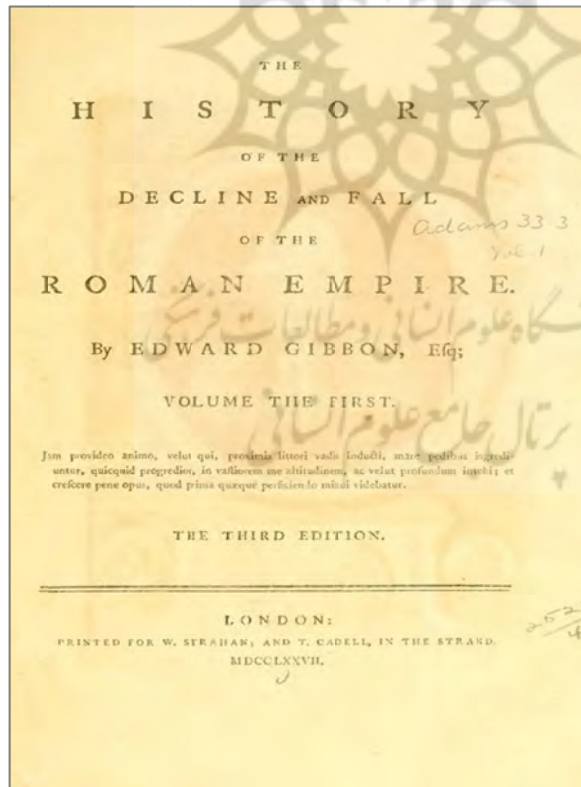 THE
HISTORY
OF THE
DECLINE AND FALL
OF THE
Adams 33 3
Vol. 1
ROMAN EMPIRE.
By EDWARD GIBBON, Eſq;
پژوهشگاه علوم انسانی و مطالعات فرهنگی
VOLUME THE FIRST.
پرتال جامع علوم انسانی
Jam provideo animo, velut qui, proximis littori vadis inducti, mare pedibus ingredi-
untur, quicquid progredior, in vaſtiorem me altitudinem, ac velut profundum invehi; et
creſcere pene opus, quod prima quæque perficiendo minui videbatur.
THE THIRD EDITION.
LONDON:
PRINTED FOR W. STRAHAN; AND T. CADELL, IN THE STRAND.
MDCCLXXVII.
252